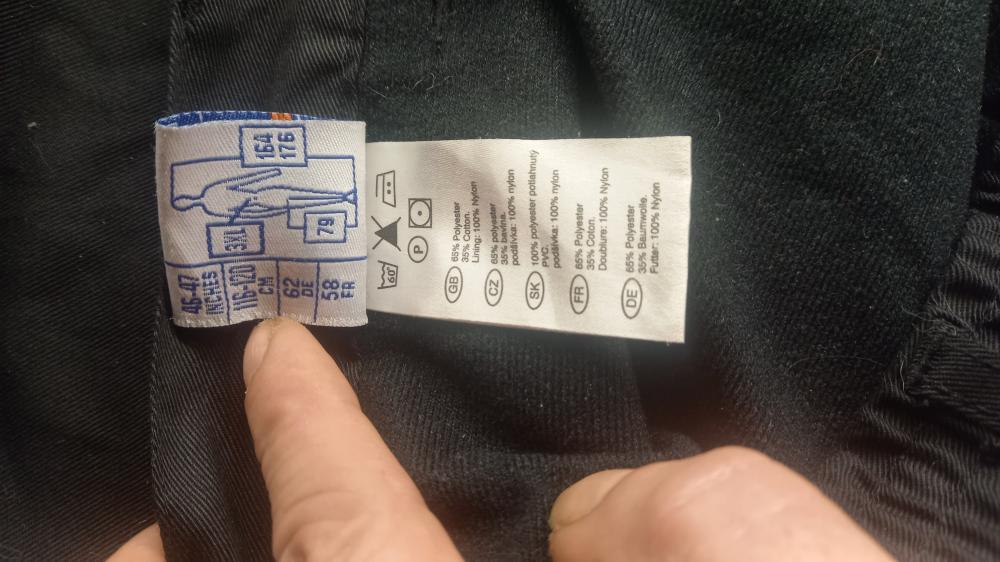 164
176
3XL
79
46-47
INCHES
116-120
CM
62
DE
58
FR
60°
P
GB
65% Polyester
35% Cotton.
Lining: 100% Nylon
CZ
65% polyester
35% bavlna.
podšívka: 100% nylon
SK
100% polyester potiahnutý
PVC.
podšívka: 100% nylon
FR
65% Polyester
35% Coton.
Doublure: 100% Nylon
DE
65% Polyester
35% Baumwolle.
Futter: 100% Nylon